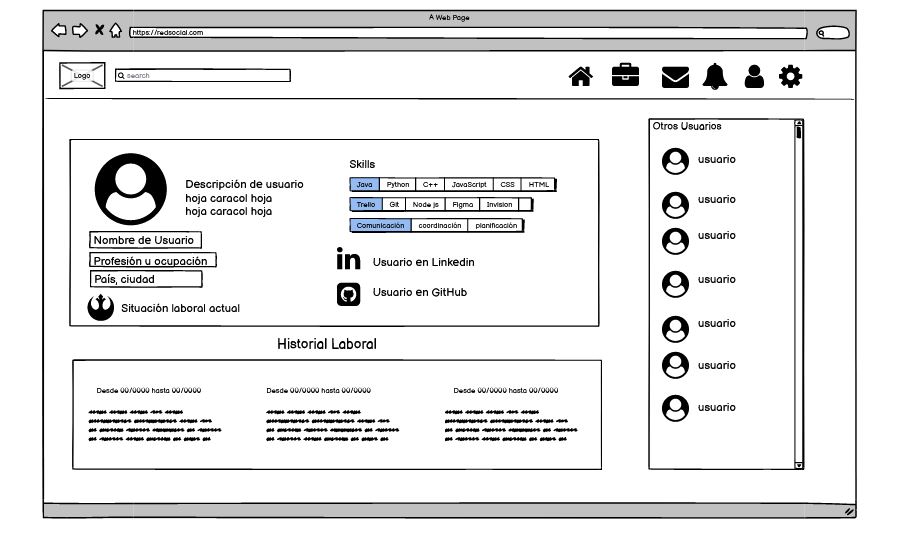 A Web Page
https://redsocial.com
Logo
search
Otros Usuarios
usuario
usuario
usuario
usuario
usuario
usuario
usuario
Descripción de usuario
hoja caracol hoja
hoja caracol hoja
Nombre de Usuario
Profesión u ocupación
País, ciudad
Situación laboral actual
Skills
Java Python C++ JavaScript CSS HTML
Trello Git Node js Figma Invision
Comunicación coordinación planificación
in Usuario en Linkedin
Usuario en GitHub
Historial Laboral
Desde 00/0000 hasta 00/0000
Desde 00/0000 hasta 00/0000
Desde 00/0000 hasta 00/0000